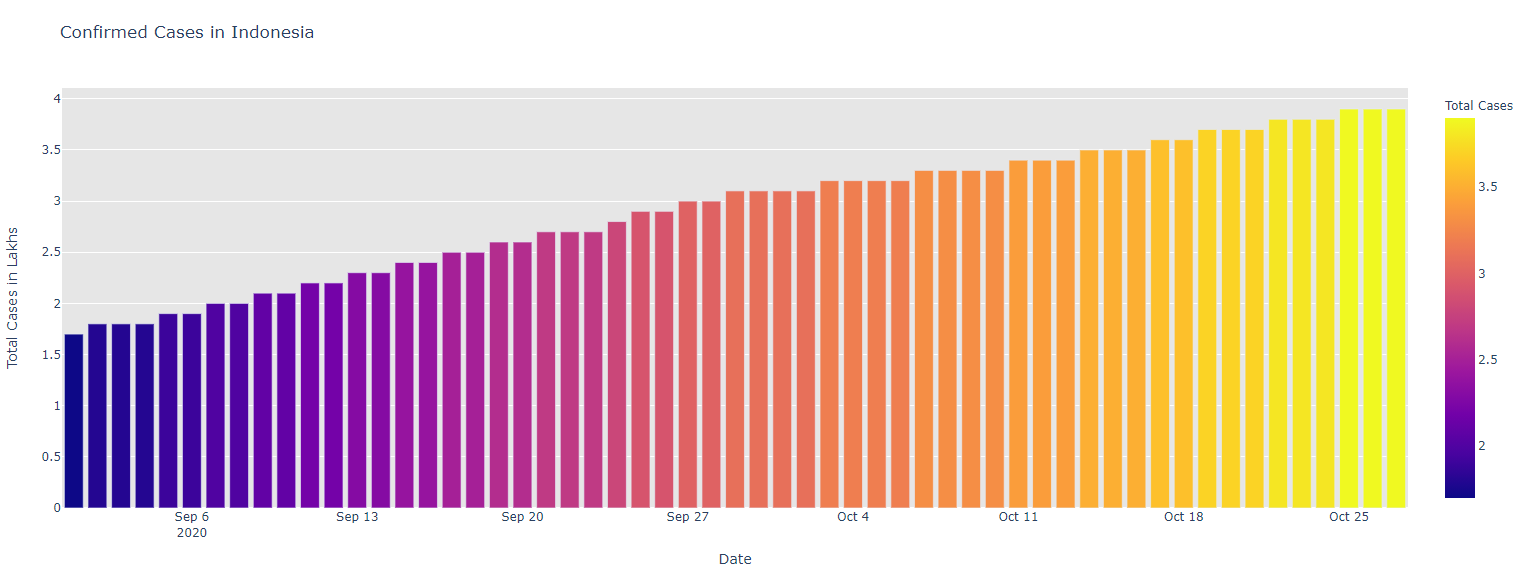 Confirmed Cases in Indonesia
Total Cases in Lakhs
4
3.5
3
2.5
2
1.5
1
0.5
0
Sep 6 Sep 13 Sep 20 Sep 27 Oct 4 Oct 11 Oct 18 Oct 25
2020
Date
Total Cases
3.5
3
2.5
2